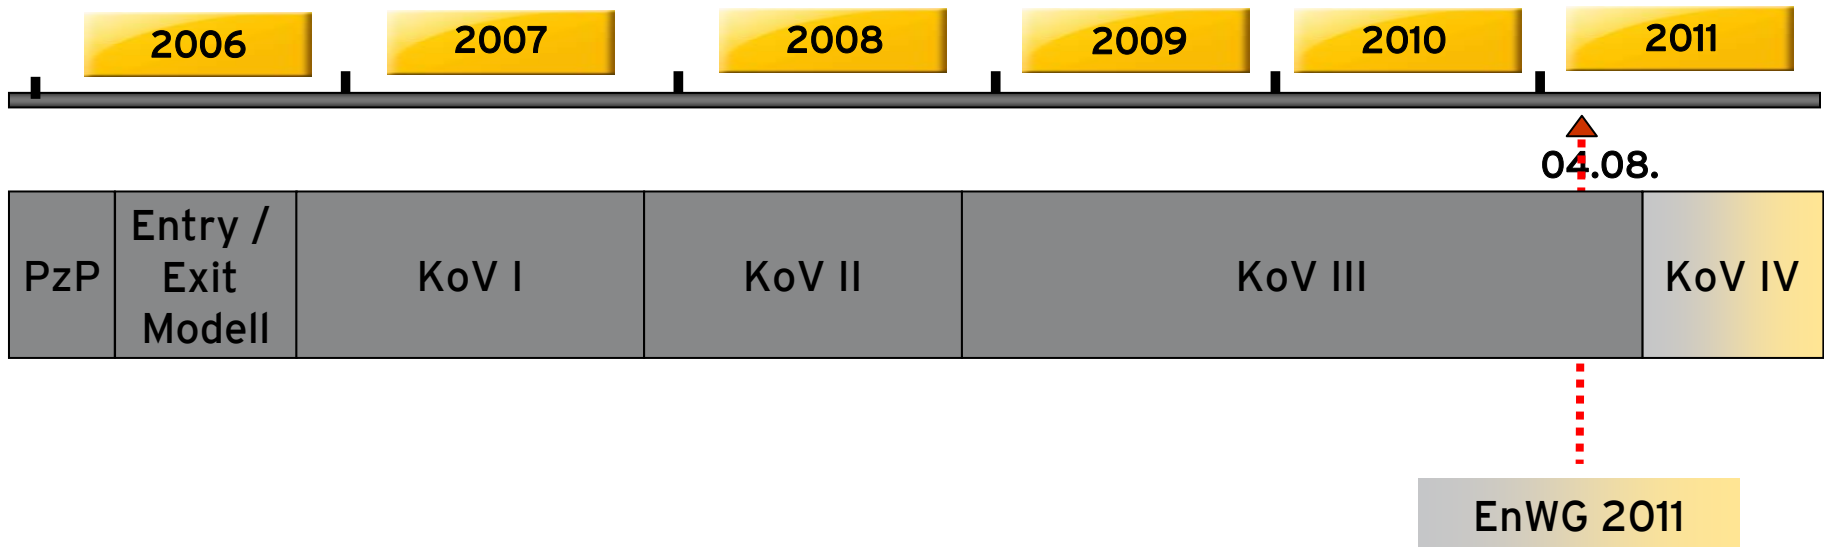 2006
2007
2008
2009
2010
2011
04.08.
PzP
Entry /
Exit
Modell
KoV I
KoV II
KoV III
KoV IV
EnWG 2011